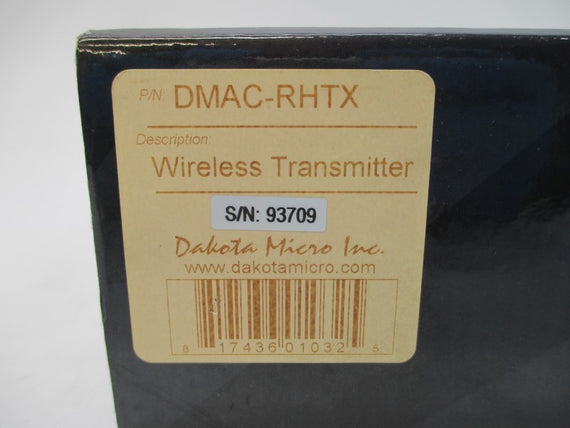 P/N: DMAC-RHTX
Description:
Wireless Transmitter
S/N: 93709
Dakota Micro Inc.
www.dakotamicro.com
8 17436 01032 5